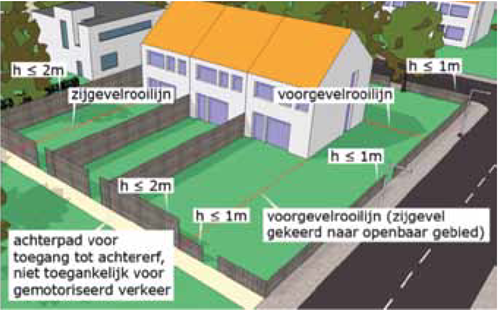 h ≤ 2m
h ≤ 1m
zijgevelrooilijn
voorgevelrooilijn
h ≤ 1m
h ≤ 2m
h ≤ 1m
voorgevelrooilijn (zijgevel
gekeerd naar openbaar gebied)
achterpad voor
toegang tot achtererf,
niet toegankelijk voor
gemotoriseerd verkeer